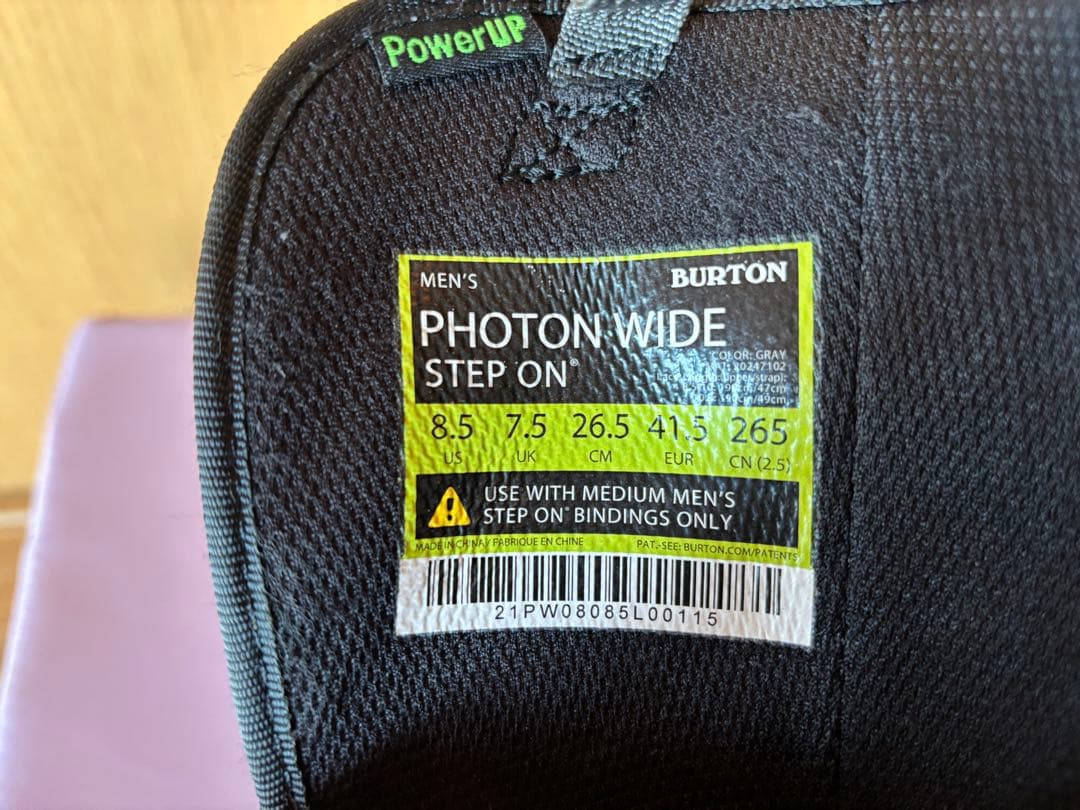 PowerUP
MEN'S
BURTON
PHOTON WIDE
STEP ON®
COLOR: GRAY
20247102
8.5 7.5 26.5 41.5 265
US UK CM EUR CN (2.5)
USE WITH MEDIUM MEN'S
STEP ON® BINDINGS ONLY
MADE IN CHINA / FABRIQUE EN CHINE PAT.-SEE: BURTON.COM/PATENTS
21PW08085L00115